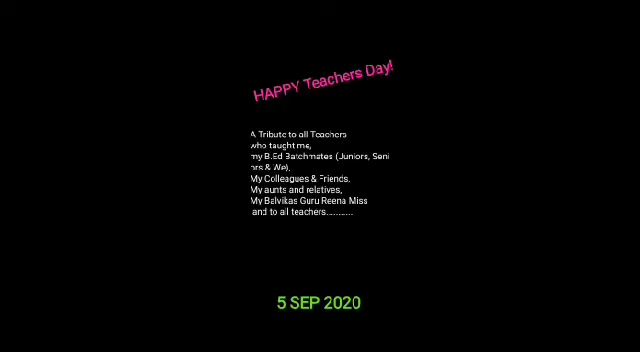 HAPPY Teachers Day!
A Tribute to all Teachers
who taught me,
my B.Ed Batchmates (Juniors, Seni
ors & We),
My Colleagues & Friends,
My aunts and relatives,
My Balvikas Guru Reena Miss
and to all teachers............
5 SEP 2020